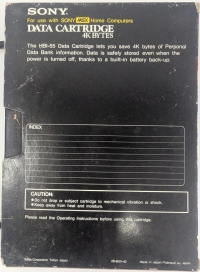 SONY
For use with SONY MSX Home Computers
DATA CARTRIDGE
4K BYTES
The HBI-55 Data Cartridge lets you save 4K bytes of Personal
Data Bank information. Data is safely stored even when the
power is turned off, thanks to a built-in battery back-up.
INDEX
CAUTION:
●Do not drop or subject cartridge to mechanical vibration or shock.
●Keep away from heat and moisture.
Please read the Operating Instructions before using this cartridge.
Sony Corporation Tokyo Japan
Made in Japan